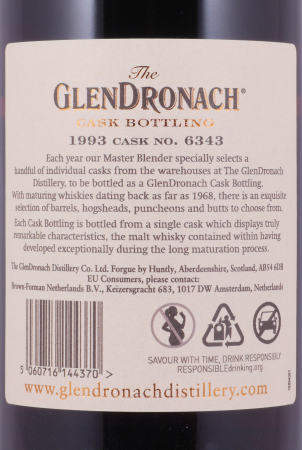 The
GLENDRONACH®
CASK BOTTLING
1993 CASK NO. 6343
Each year our Master Blender specially selects a
handful of individual casks from the warehouses at The GlenDronach
Distillery, to be bottled as a GlenDronach Cask Bottling.
With maturing whiskies dating back as far as 1968, there is an exquisite
selection of barrels, hogsheads, puncheons and butts to choose from.
Each Cask Bottling is bottled from a single cask which displays truly
remarkable characteristics, the malt whisky contained within having
developed exceptionally during the long maturation process.
The GlenDronach Distillery Co. Ltd. Forgue by Huntly, Aberdeenshire, Scotland, AB54 6DB
EU Consumers, please contact:
Brown-Forman Netherlands B.V., Keizersgracht 683, 1017 DW Amsterdam, Netherlands
5 060716 144370 >
SAVOUR WITH TIME, DRINK RESPONSIBLY
RESPONSIBLEdrinking.org
www.glendronachdistillery.com